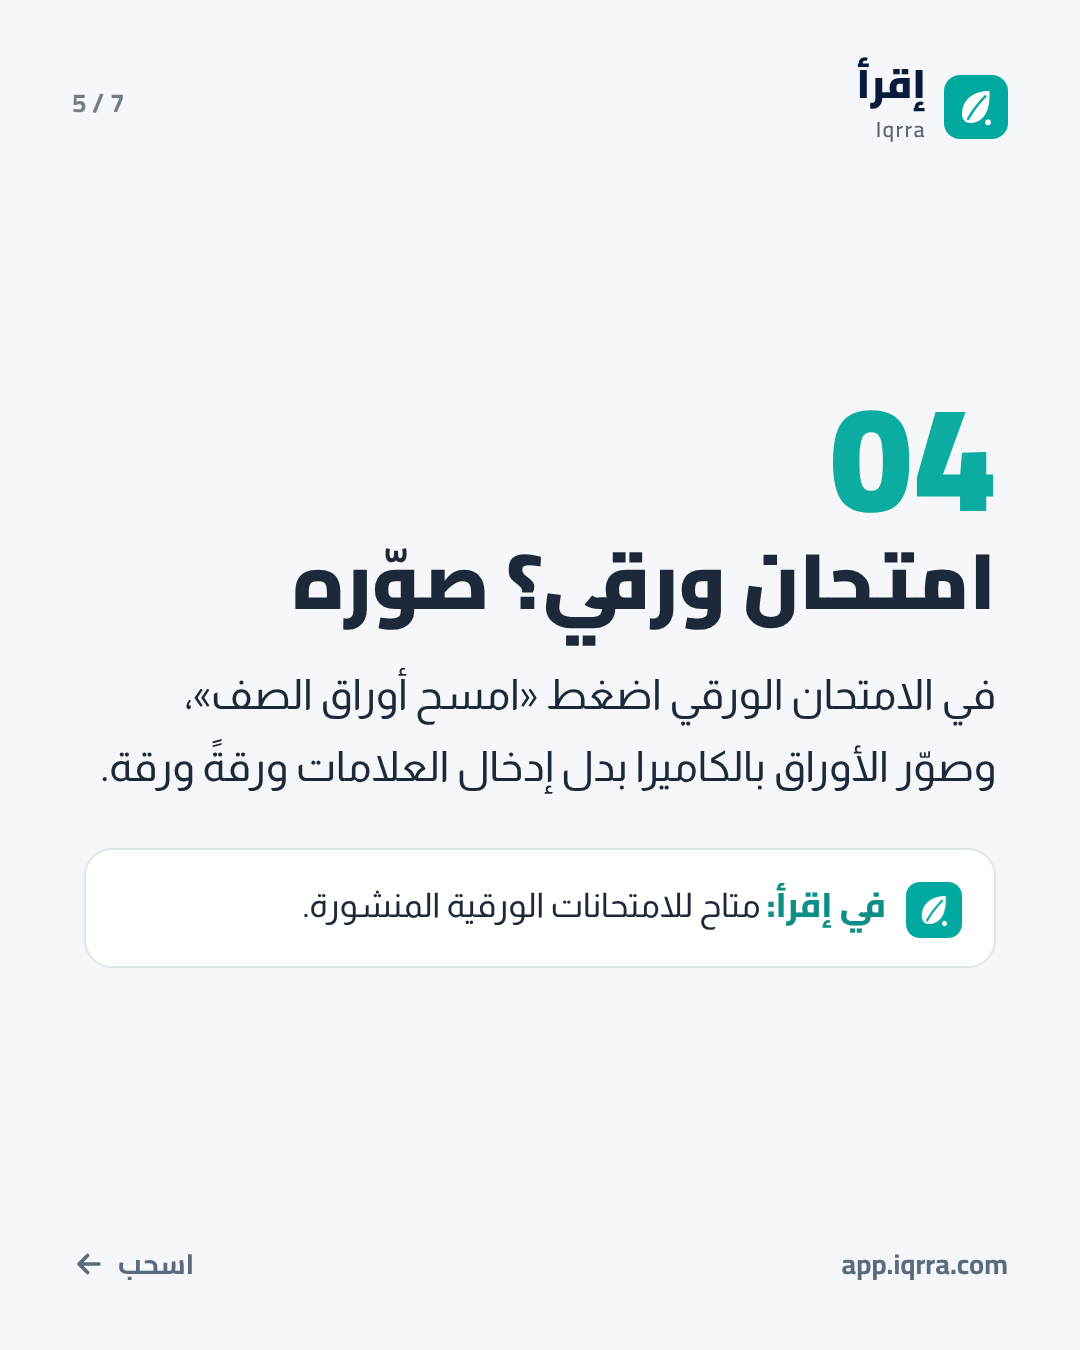 إقرأ
Iqrra
5 / 7
04
امتحان ورقي؟ صوّره
في الامتحان الورقي اضغط «امسح أوراق الصف»،
وصوّر الأوراق بالكاميرا بدل إدخال العلامات ورقةً ورقة.
في إقرأ: متاح للامتحانات الورقية المنشورة.
app.iqrra.com
اسحب ←